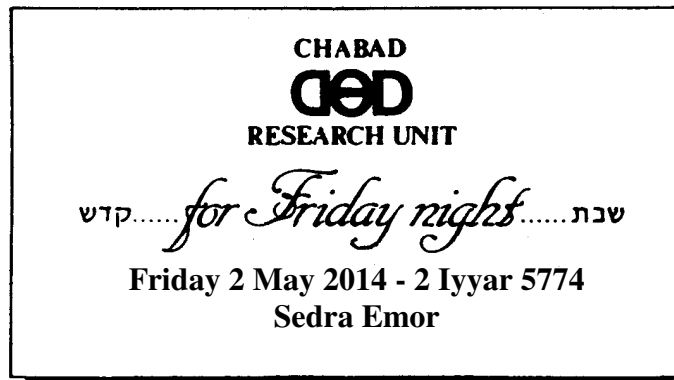 CHABAD
RESEARCH UNIT
קדש......for Friday night......שבת
Friday 2 May 2014 - 2 Iyyar 5774
Sedra Emor